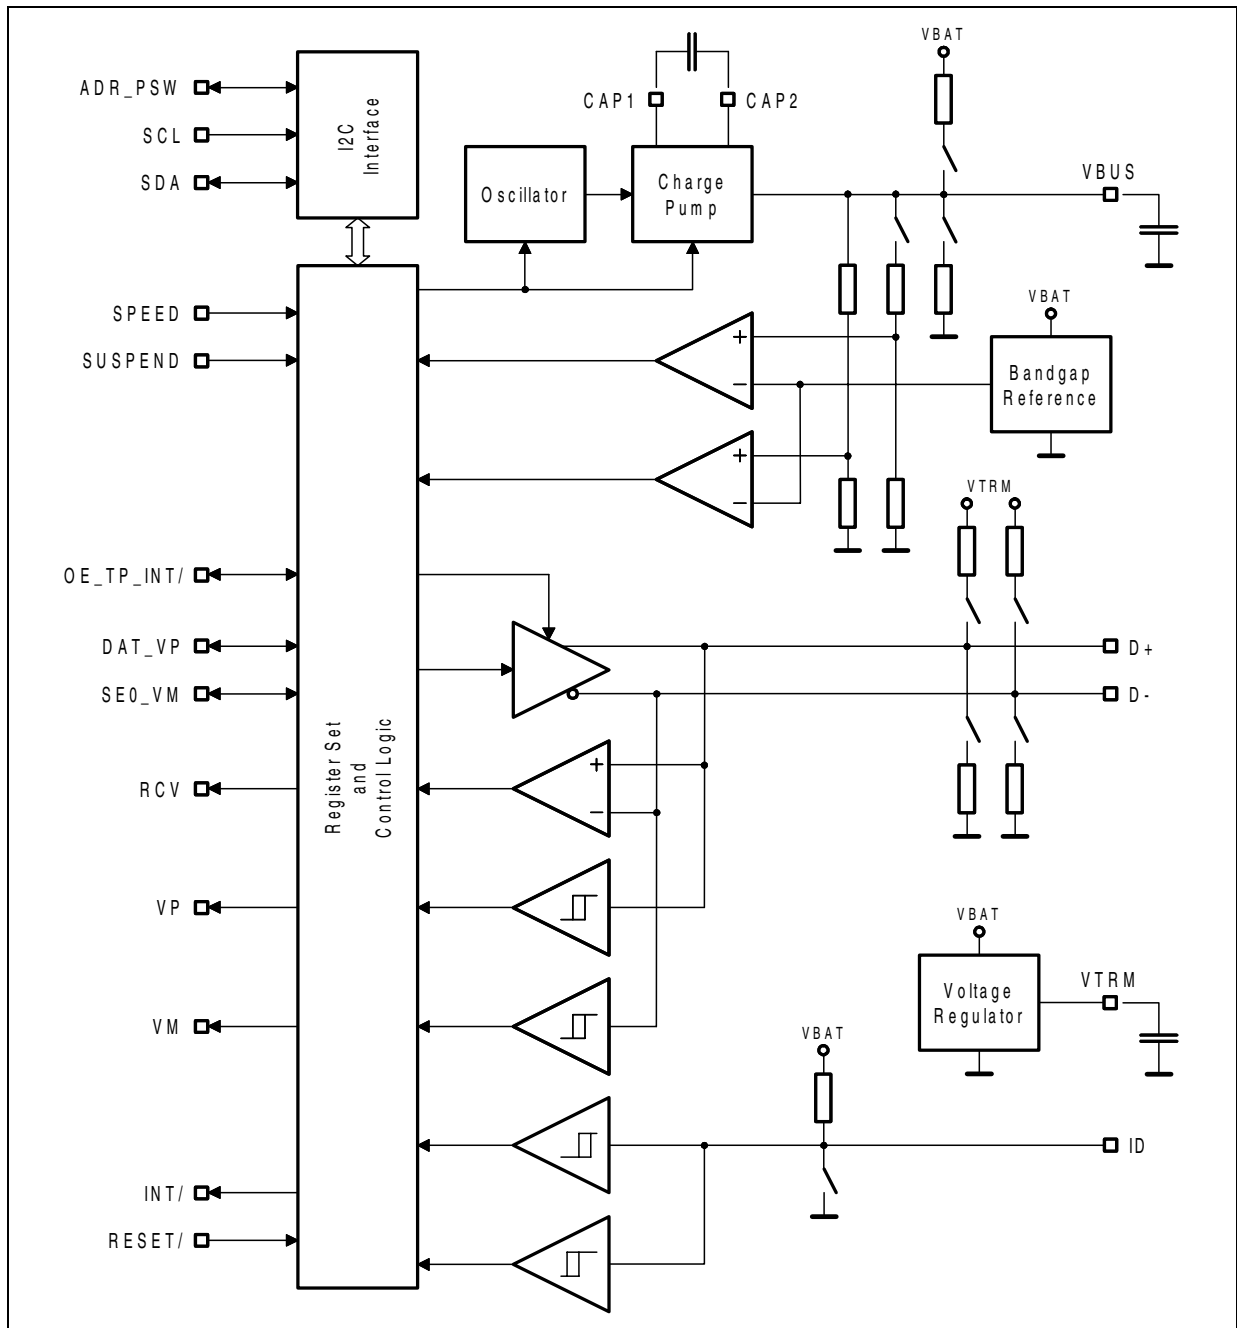 VBAT
ADR_PSW
SCL
SDA
I2C
Interface
CAP1
CAP2
Oscillator
Charge
Pump
VBUS
SPEED
SUSPEND
VBAT
Bandgap
Reference
+
−
+
−
VTRM
OE_TP_INT/
DAT_VP
SE0_VM
D+
D-
Register Set
and
Control Logic
RCV
+
−
VP
VBAT
Voltage
Regulator
VTRM
VM
VBAT
ID
INT/
RESET/